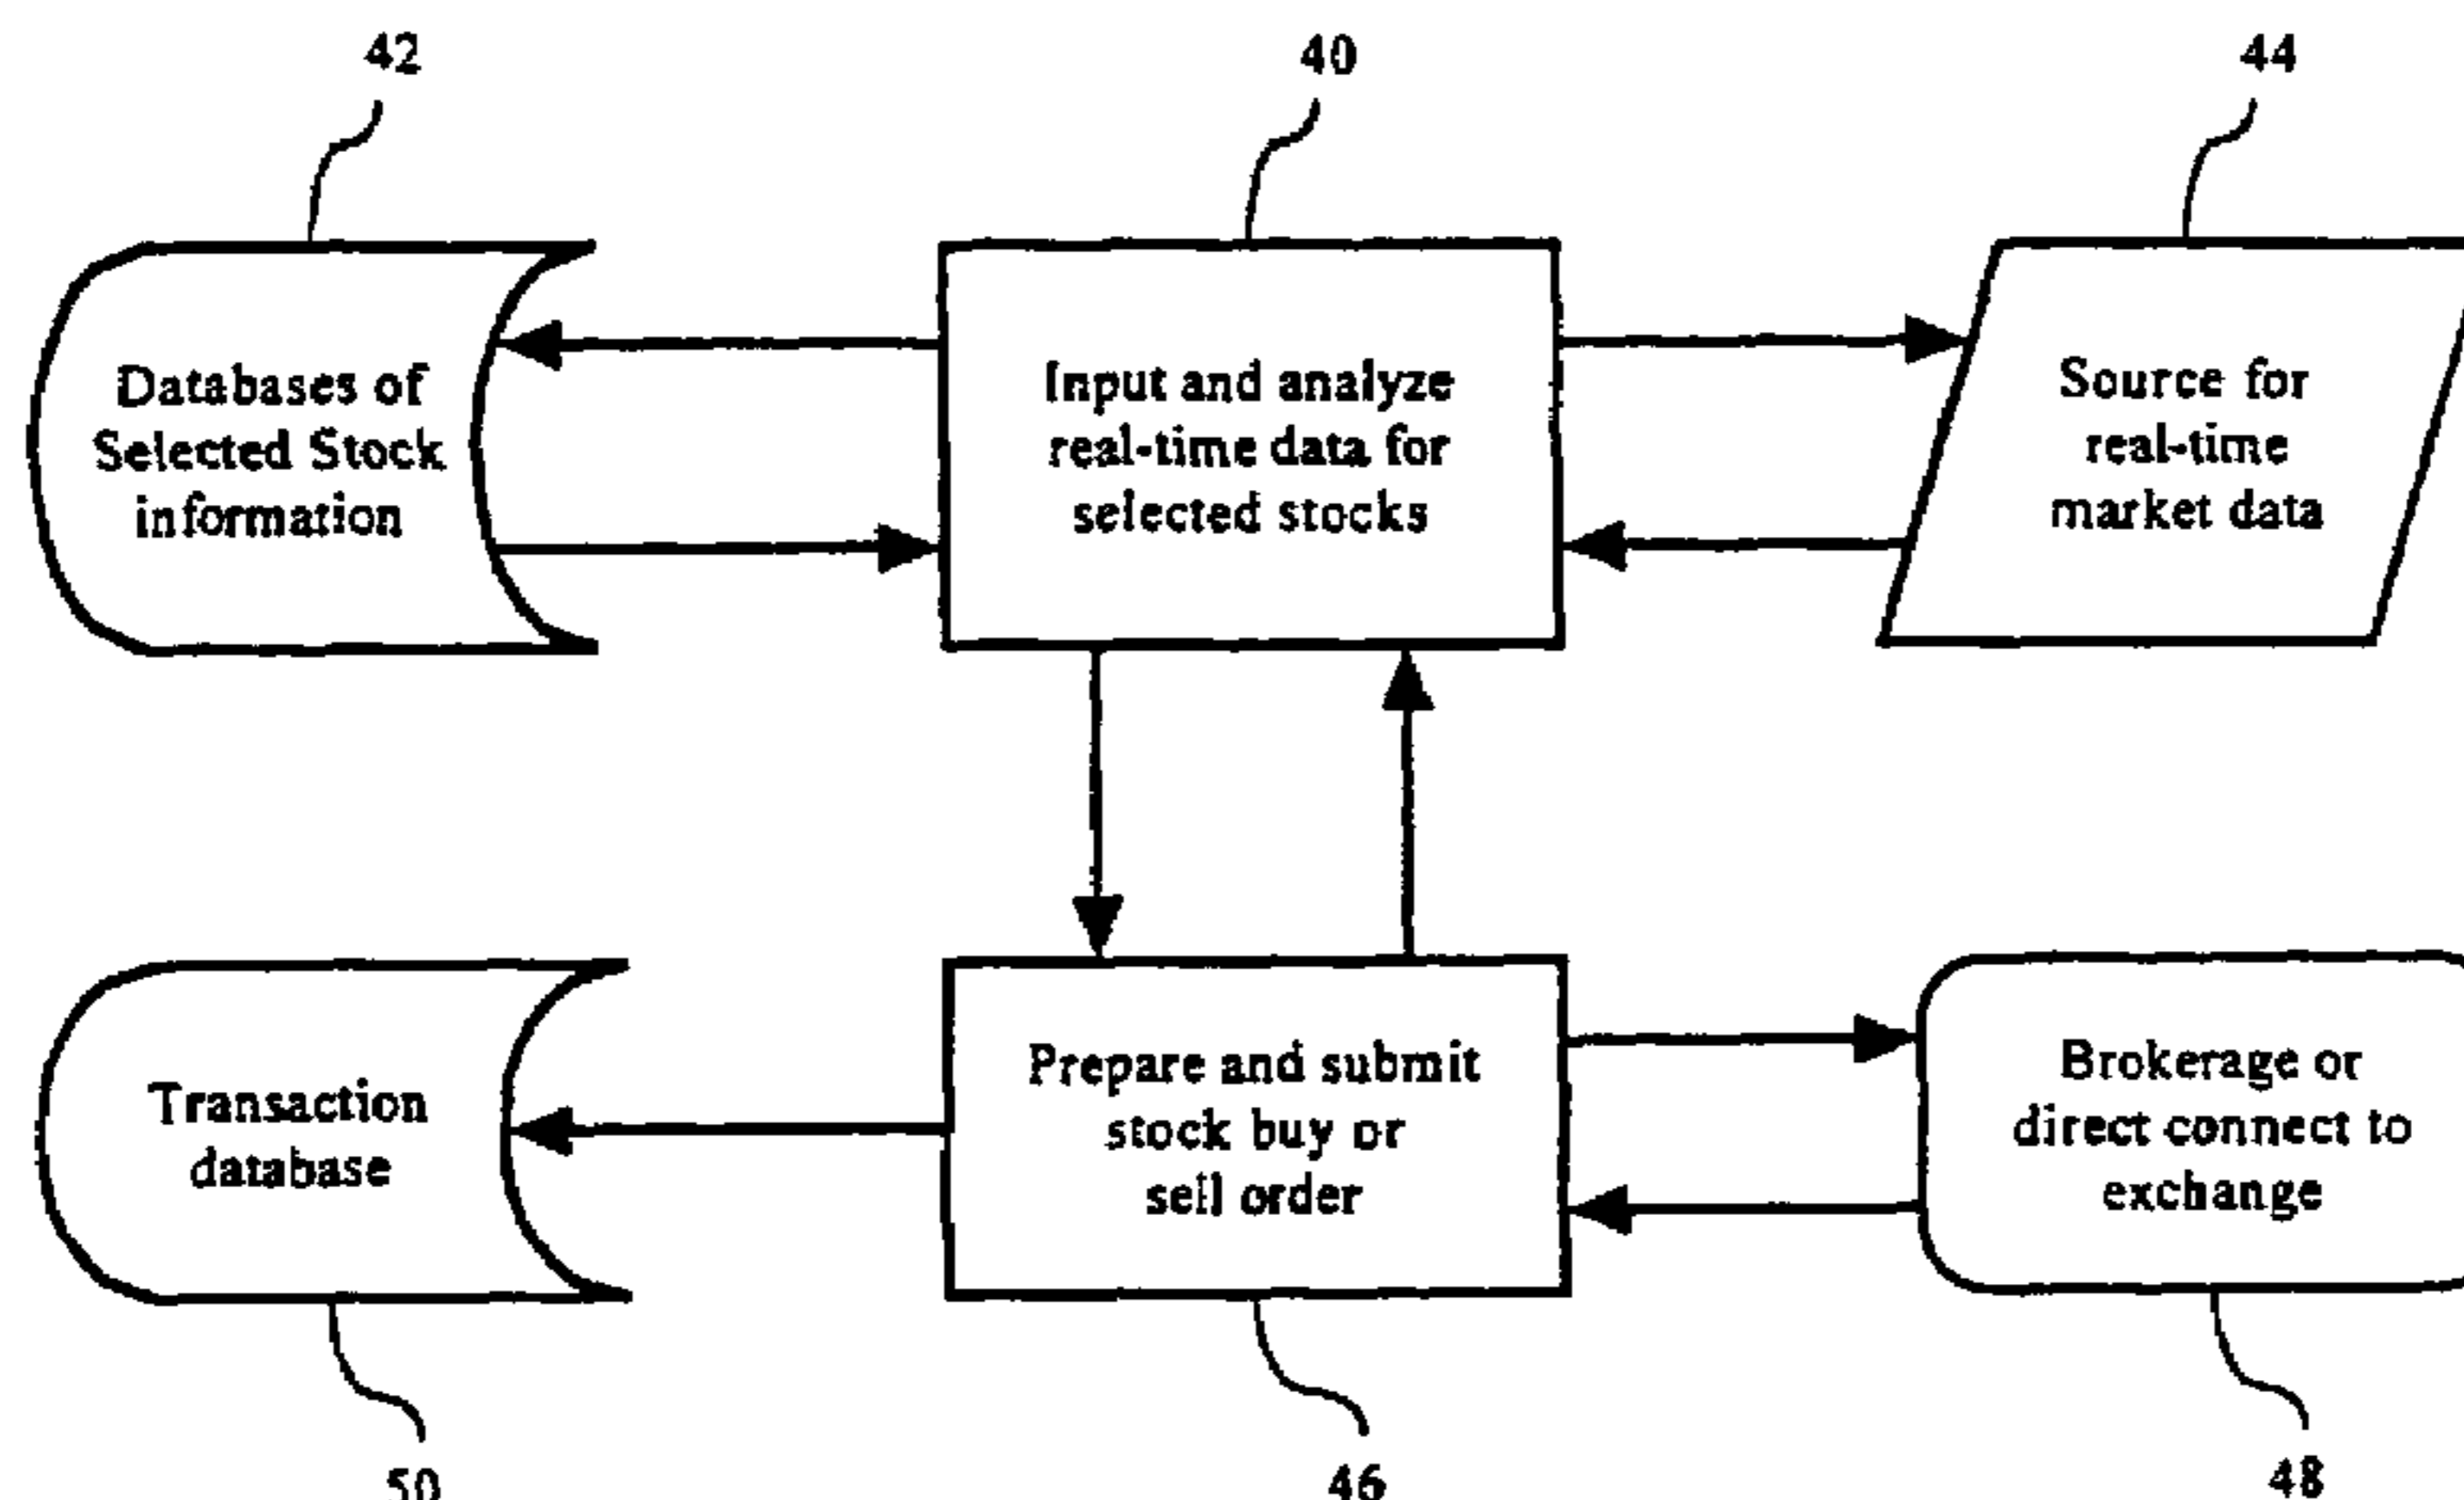 42
40
44
Databases of
Selected Stock
information
Input and analyze
real-time data for
selected stocks
Source for
real-time
market data
Transaction
database
Prepare and submit
stock buy or
sell order
Brokerage or
direct connect to
exchange
50
46
48